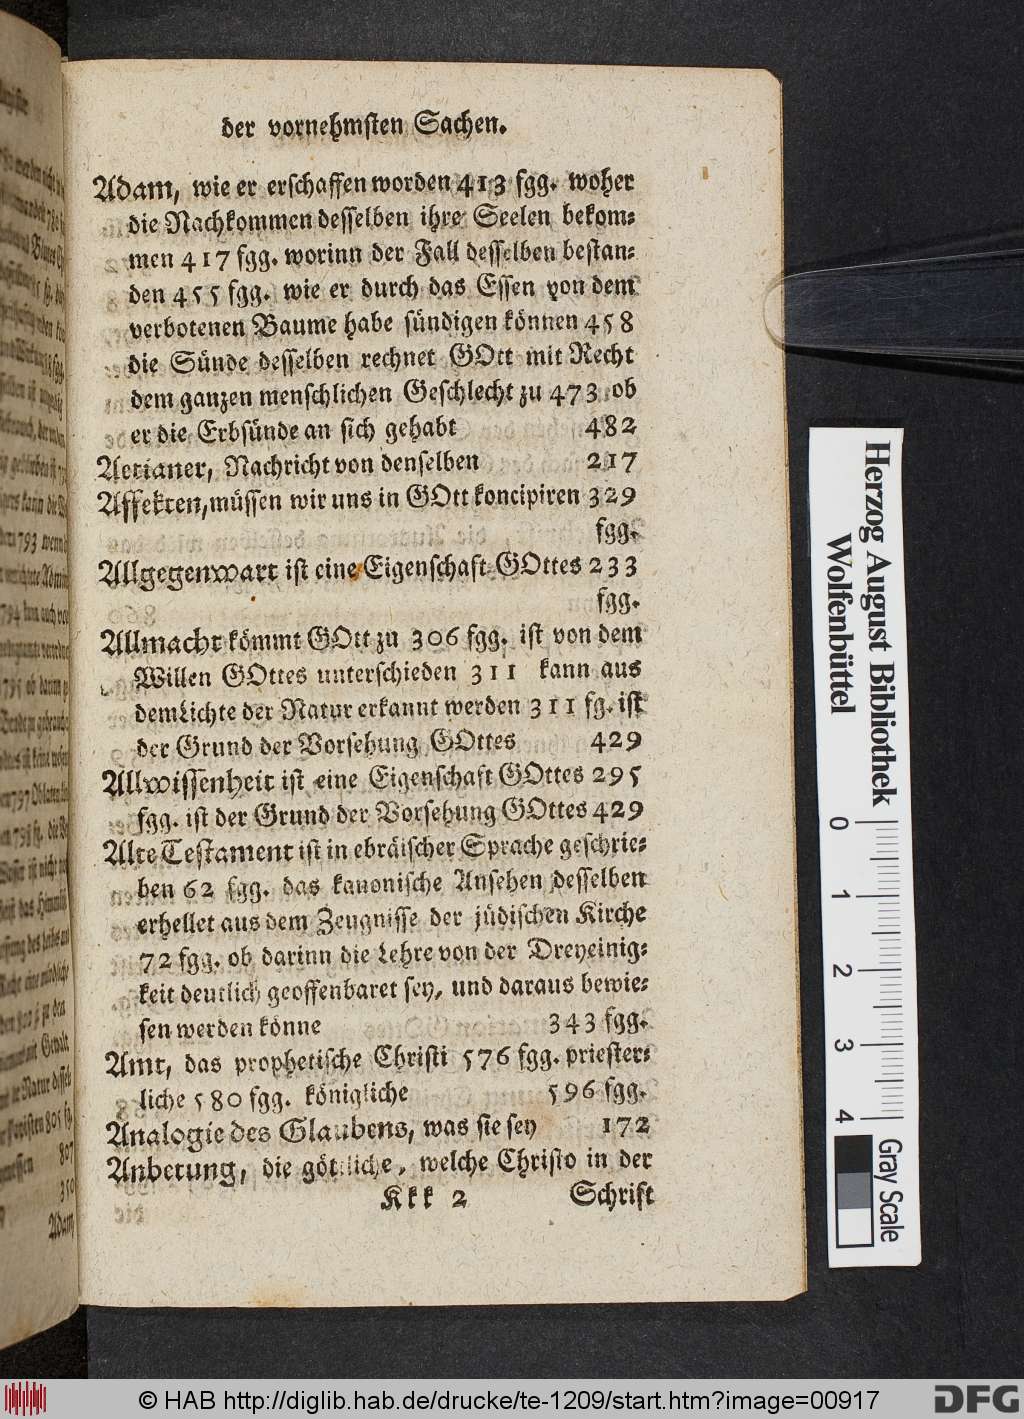 der vornehmsten Sachen.
Adam, wie er erschaffen worden 413 fgg. woher
die Nachkommen desselben ihre Seelen bekom-
men 417 fgg. worinn der Fall desselben bestan-
den 455 fgg. wie er durch das Essen von dem
verbotenen Baume habe sündigen können 458
die Sünde desselben rechnet GOtt mit Recht
dem ganzen menschlichen Geschlecht zu 473 ob
er die Erbsünde an sich gehabt 482
Aetianer, Nachricht von denselben 217
Affekten, müssen wir uns in GOtt koncipiren 329
fgg.
Allgegenwart ist eine Eigenschaft GOttes 233
fgg.
Allmacht kömmt GOtt zu 306 fgg. ist von dem
Willen GOttes unterschieden 311 kann aus
dem Lichte der Natur erkannt werden 311 fg. ist
der Grund der Vorsehung GOttes 429
Allwissenheit ist eine Eigenschaft GOttes 295
fgg. ist der Grund der Vorsehung GOttes 429
Alte Testament ist in ebräischer Sprache geschrie-
ben 62 fgg. das kanonische Ansehen desselben
erhellet aus dem Zeugnisse der jüdischen Kirche
72 fgg. ob darinn die Lehre von der Dreyeinig-
keit deutlich geoffenbaret sey, und daraus bewie-
sen werden könne 343 fgg.
Amt, das prophetische Christi 576 fgg. priester-
liche 580 fgg. königliche 596 fgg.
Analogie des Glaubens, was sie sey 172
Anbetung, die göttliche, welche Christo in der
Kkk 2 Schrift
Herzog August Bibliothek
Wolfenbüttel
0 1 2 3 4
Gray Scale
© HAB http://diglib.hab.de/drucke/te-1209/start.htm?image=00917
DFG